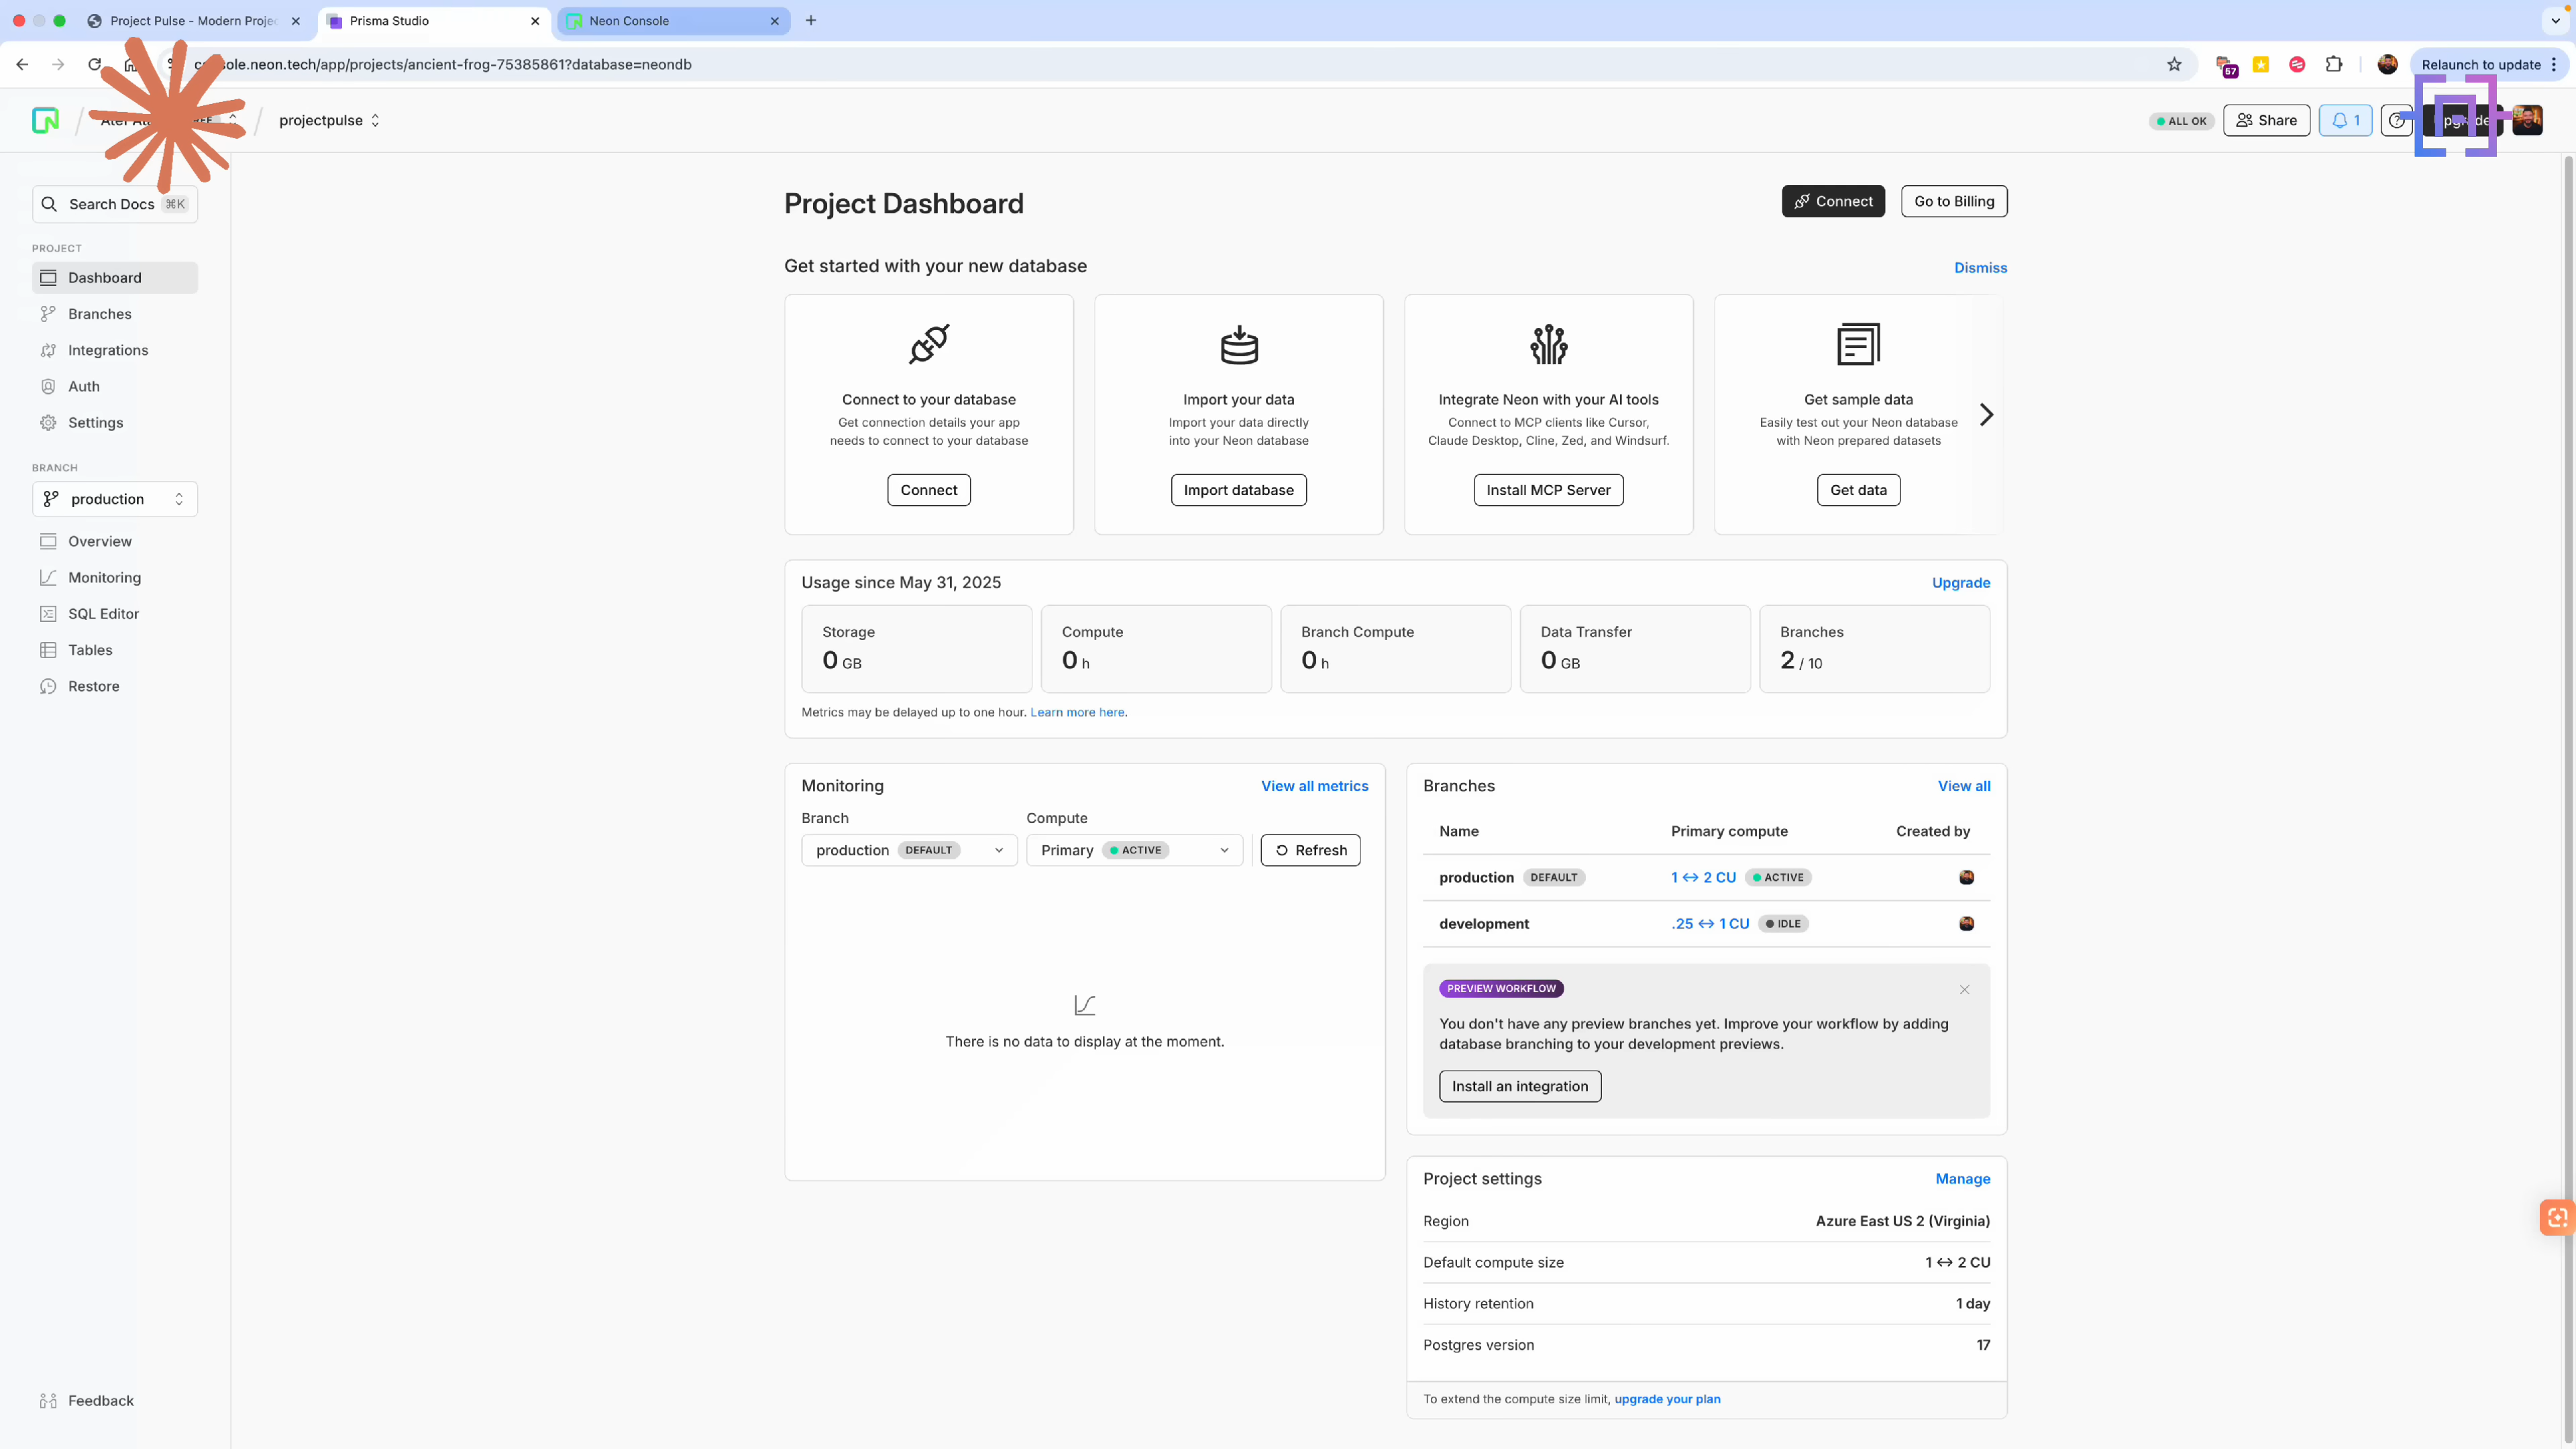 Project Pulse - Modern Projec
Prisma Studio
Neon Console
ole.neon.tech/app/projects/ancient-frog-75385861?database=neondb
57
Relaunch to update
projectpulse
ALL OK
Share
1
Search Docs
⌘K
PROJECT
Dashboard
Branches
Integrations
Auth
Settings
BRANCH
production
Overview
Monitoring
SQL Editor
Tables
Restore
Feedback
Project Dashboard
Connect
Go to Billing
Get started with your new database
Dismiss
Connect to your database
Get connection details your app
needs to connect to your database
Connect
Import your data
Import your data directly
into your Neon database
Import database
Integrate Neon with your AI tools
Connect to MCP clients like Cursor,
Claude Desktop, Cline, Zed, and Windsurf.
Install MCP Server
Get sample data
Easily test out your Neon database
with Neon prepared datasets
Get data
Usage since May 31, 2025
Upgrade
Storage
0 GB
Compute
0 h
Branch Compute
0 h
Data Transfer
0 GB
Branches
2 / 10
Metrics may be delayed up to one hour. Learn more here.
Monitoring
View all metrics
Branch
Compute
production DEFAULT
Primary ACTIVE
Refresh
There is no data to display at the moment.
Branches
View all
Name Primary compute Created by
production DEFAULT 1 ↔ 2 CU ACTIVE
development .25 ↔ 1 CU IDLE
PREVIEW WORKFLOW
You don't have any preview branches yet. Improve your workflow by adding
database branching to your development previews.
Install an integration
Project settings
Manage
Region Azure East US 2 (Virginia)
Default compute size 1 ↔ 2 CU
History retention 1 day
Postgres version 17
To extend the compute size limit, upgrade your plan